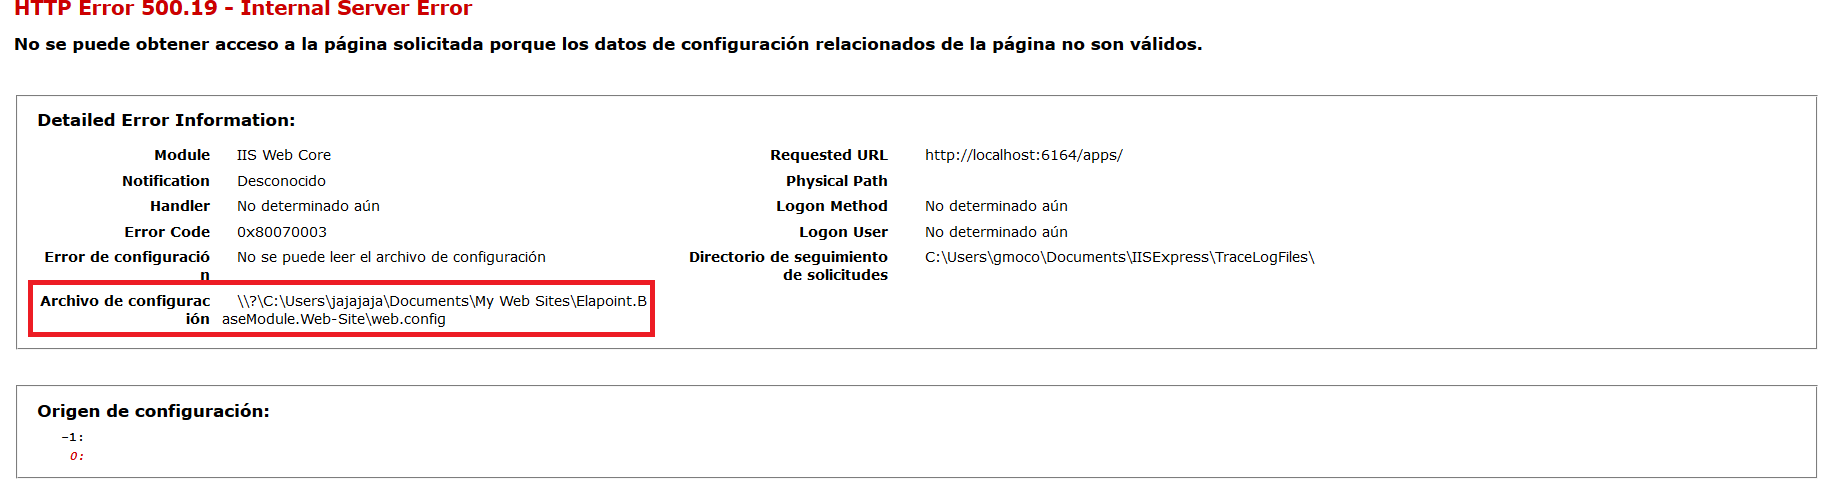 HTTP Error 500.19 - Internal Server Error
No se puede obtener acceso a la página solicitada porque los datos de configuración relacionados de la página no son válidos.
Detailed Error Information:
Module IIS Web Core
Notification Desconocido
Handler No determinado aún
Error Code 0x80070003
Error de configuració
n No se puede leer el archivo de configuración
Archivo de configurac
ión \\?\C:\Users\jajajaja\Documents\My Web Sites\Elapoint.B
aseModule.Web-Site\web.config
Requested URL http://localhost:6164/apps/
Physical Path
Logon Method No determinado aún
Logon User No determinado aún
Directorio de seguimiento
de solicitudes C:\Users\gmoco\Documents\IISExpress\TraceLogFiles\
Origen de configuración:
-1:
0: